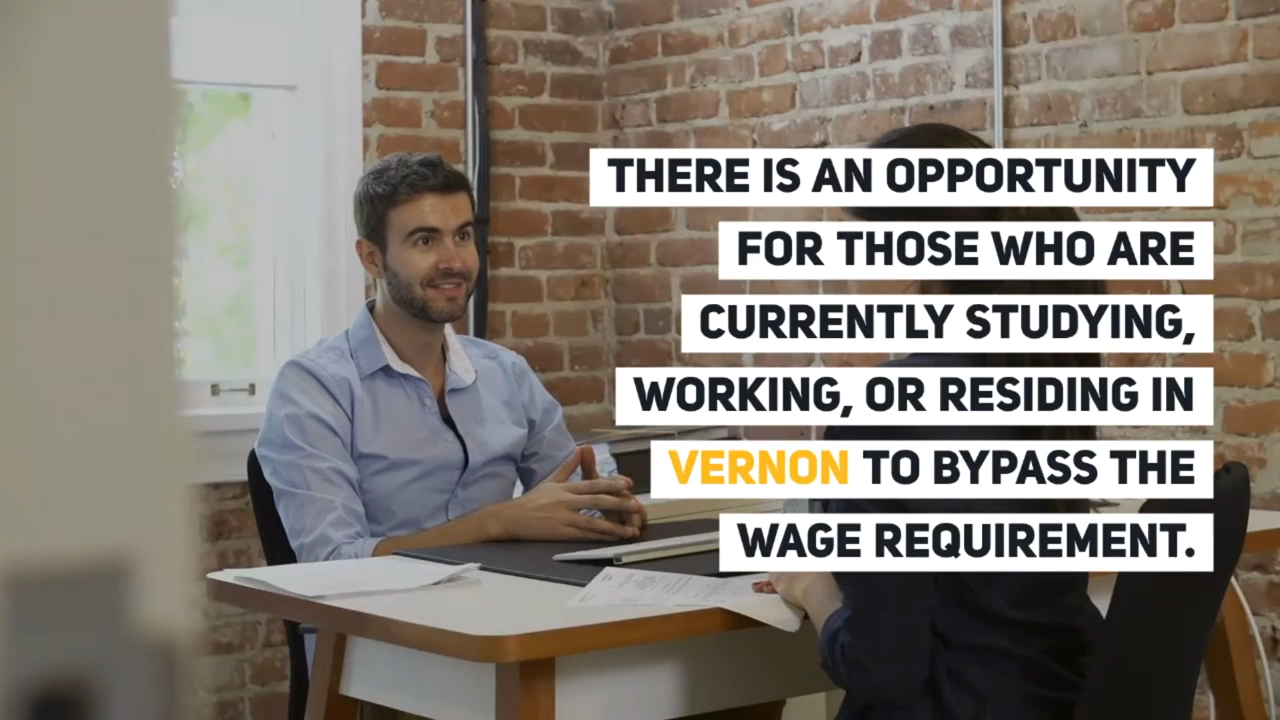 THERE IS AN OPPORTUNITY
FOR THOSE WHO ARE
CURRENTLY STUDYING,
WORKING, OR RESIDING IN
VERNON TO BYPASS THE
WAGE REQUIREMENT.